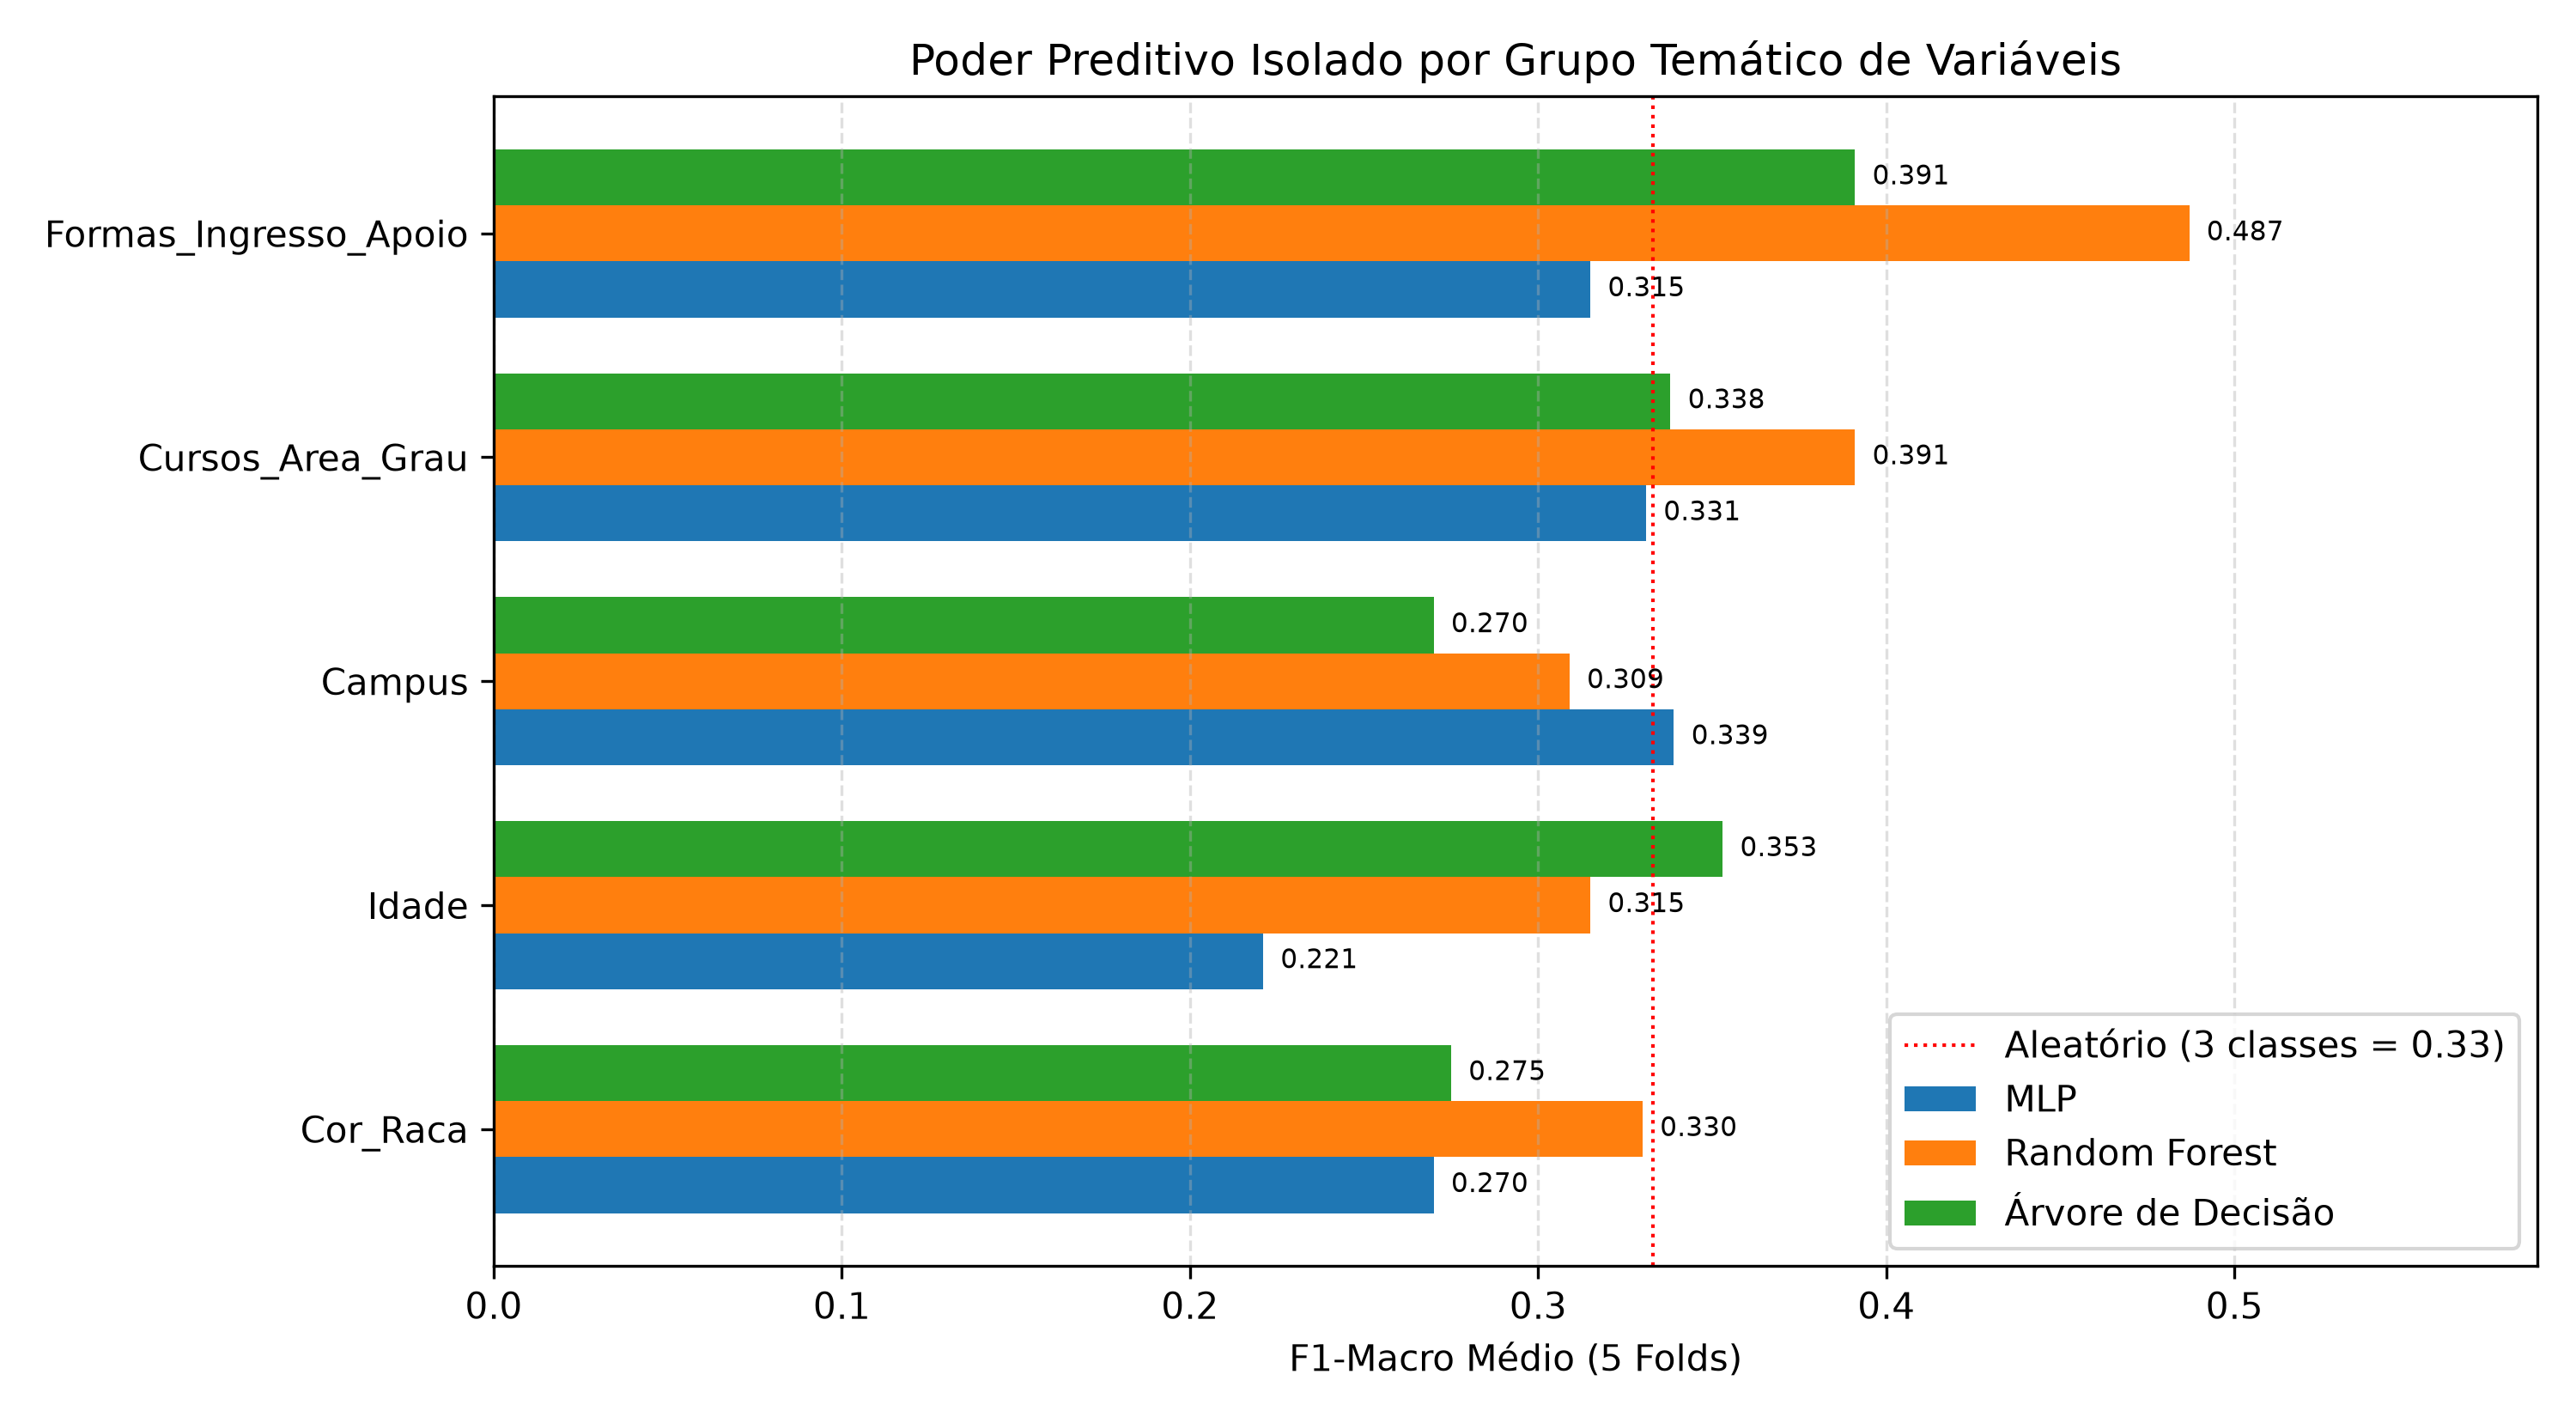 Poder Preditivo Isolado por Grupo Temático de Variáveis
Formas_Ingresso_Apoio
0.391
0.487
0.315
Cursos_Area_Grau
0.338
0.391
0.331
Campus
0.270
0.309
0.339
Idade
0.353
0.315
0.221
Cor_Raca
0.275
0.330
0.270
Aleatório (3 classes = 0.33)
MLP
Random Forest
Árvore de Decisão
0.0 0.1 0.2 0.3 0.4 0.5
F1-Macro Médio (5 Folds)